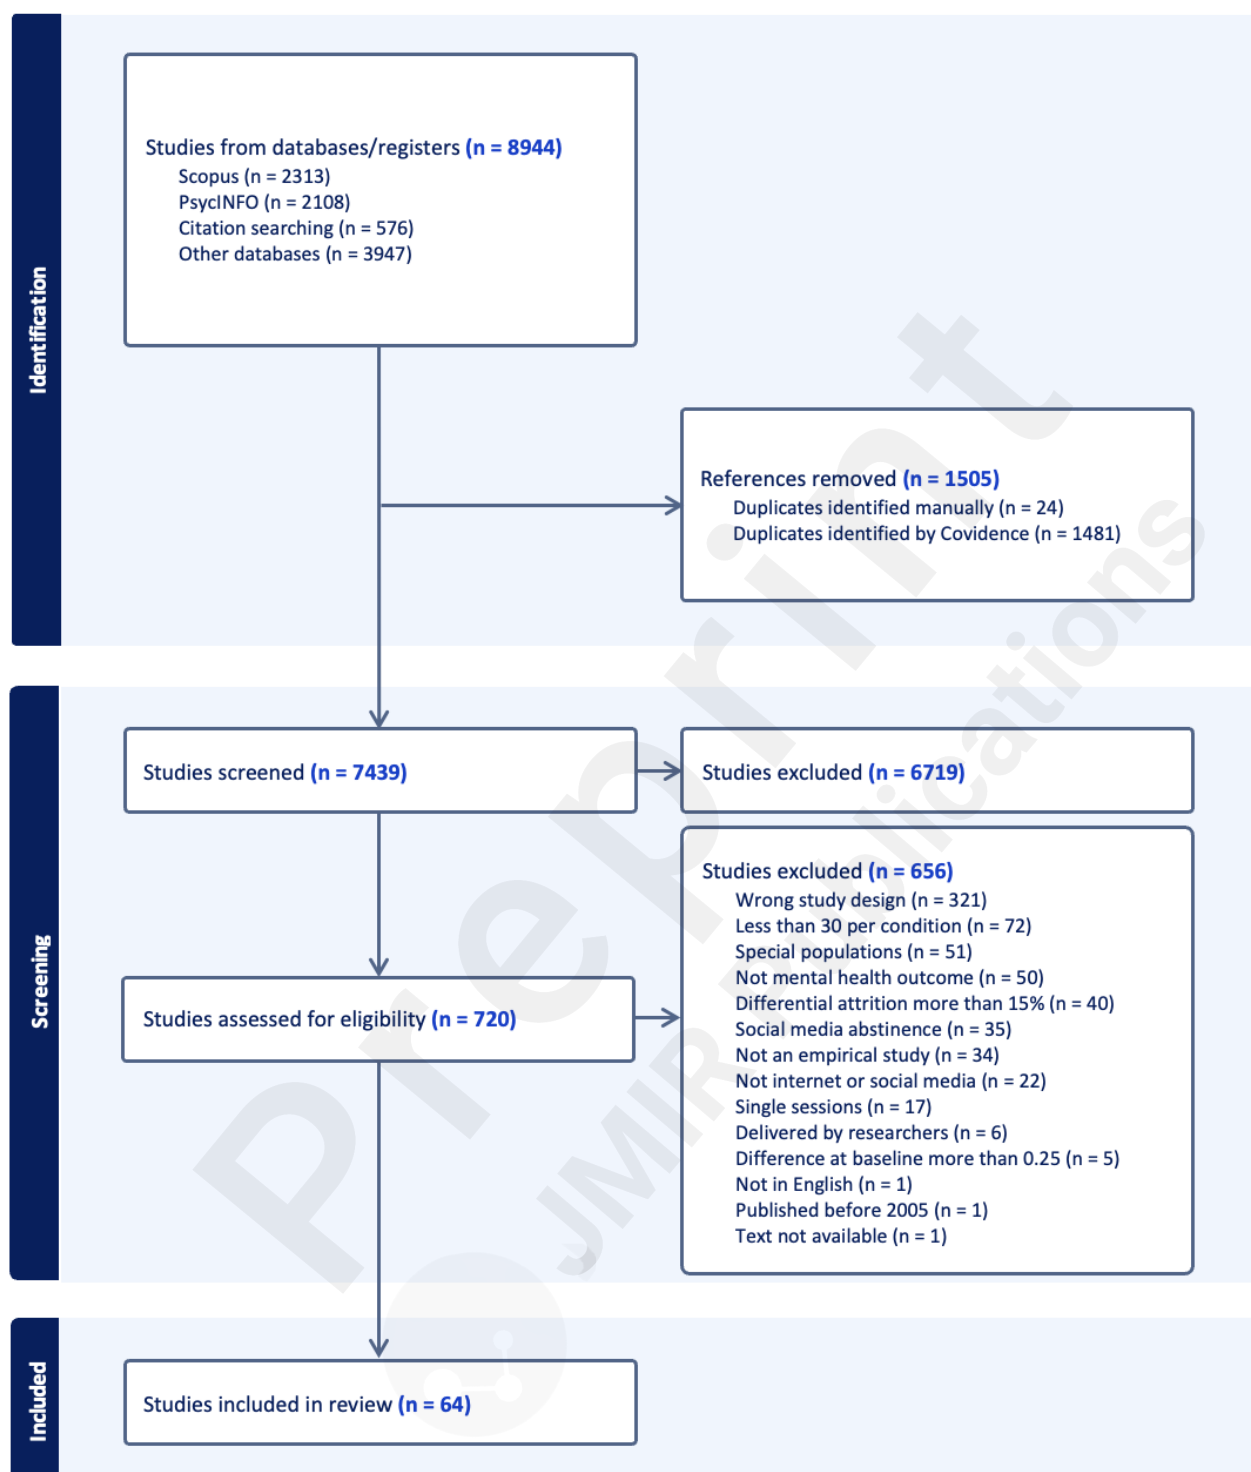 Identification
Studies from databases/registers (n = 8944)
Scopus (n = 2313)
PsycINFO (n = 2108)
Citation searching (n = 576)
Other databases (n = 3947)
References removed (n = 1505)
Duplicates identified manually (n = 24)
Duplicates identified by Covidence (n = 1481)
Screening
Studies screened (n = 7439)
Studies excluded (n = 6719)
Studies assessed for eligibility (n = 720)
Studies excluded (n = 656)
Wrong study design (n = 321)
Less than 30 per condition (n = 72)
Special populations (n = 51)
Not mental health outcome (n = 50)
Differential attrition more than 15% (n = 40)
Social media abstinence (n = 35)
Not an empirical study (n = 34)
Not internet or social media (n = 22)
Single sessions (n = 17)
Delivered by researchers (n = 6)
Difference at baseline more than 0.25 (n = 5)
Not in English (n = 1)
Published before 2005 (n = 1)
Text not available (n = 1)
Included
Studies included in review (n = 64)
Preprint
JMIR Publications